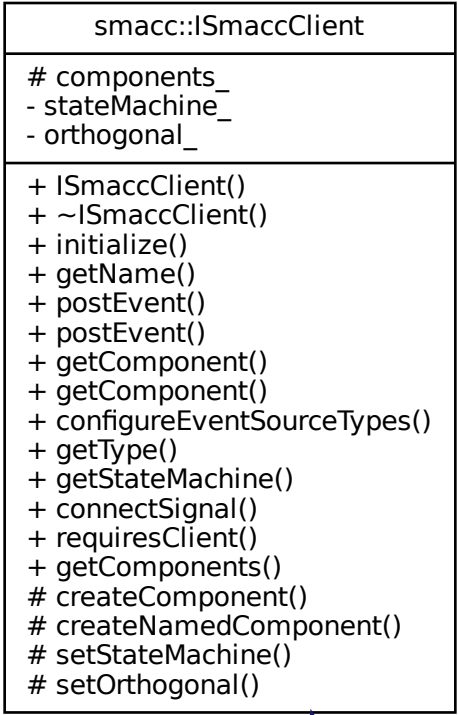 smacc::ISmaccClient
# components_
- stateMachine_
- orthogonal_
+ ISmaccClient()
+ ~ISmaccClient()
+ initialize()
+ getName()
+ postEvent()
+ postEvent()
+ getComponent()
+ getComponent()
+ configureEventSourceTypes()
+ getType()
+ getStateMachine()
+ connectSignal()
+ requiresClient()
+ getComponents()
# createComponent()
# createNamedComponent()
# setStateMachine()
# setOrthogonal()